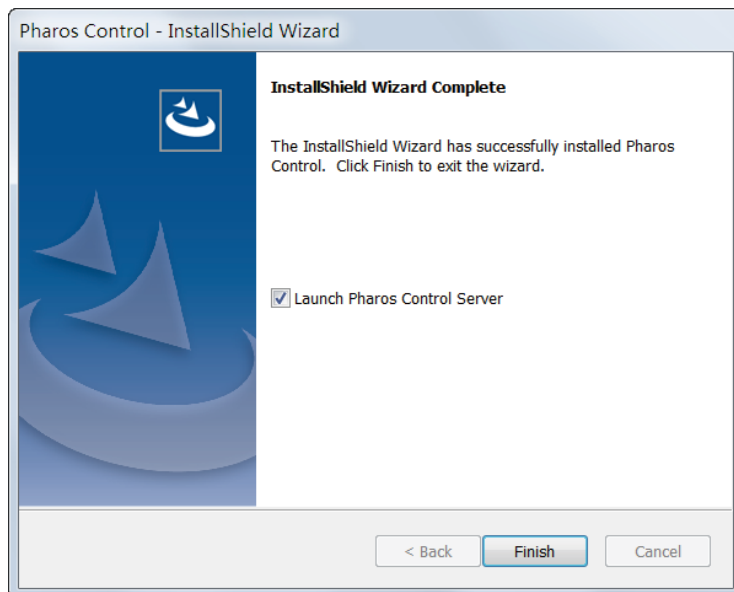 Pharos Control - InstallShield Wizard
InstallShield Wizard Complete
The InstallShield Wizard has successfully installed Pharos
Control.  Click Finish to exit the wizard.
Launch Pharos Control Server
< Back
Finish
Cancel